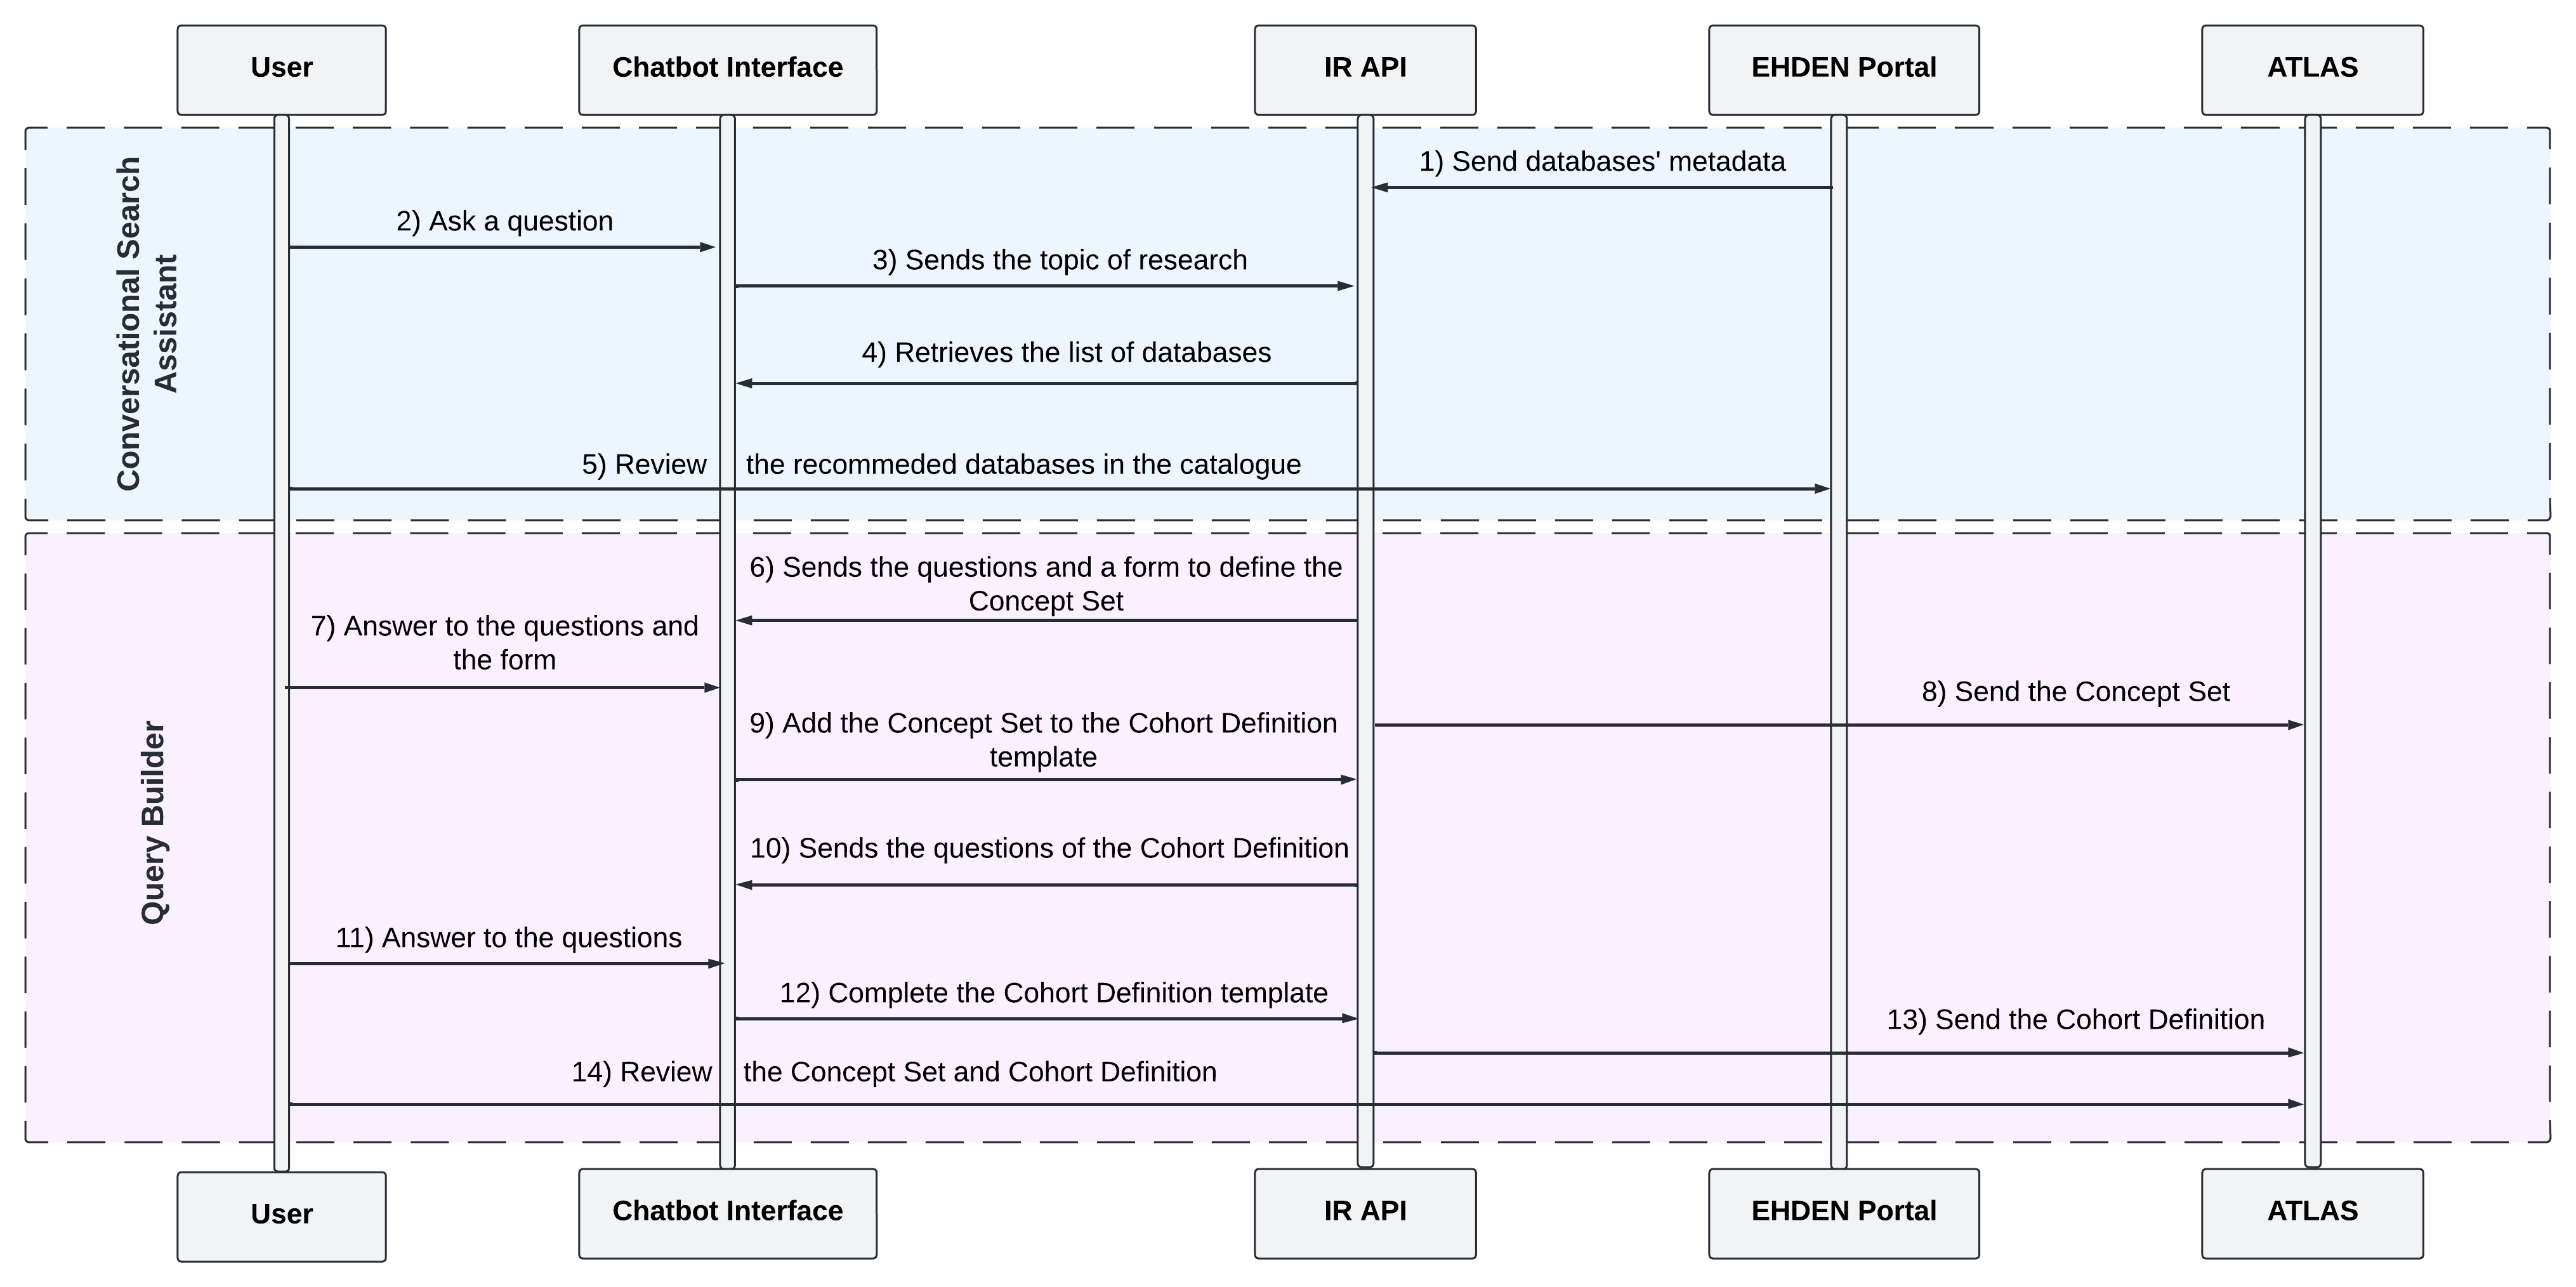 User
Chatbot Interface
IR API
EHDEN Portal
ATLAS
Conversational Search
Assistant
1) Send databases' metadata
2) Ask a question
3) Sends the topic of research
4) Retrieves the list of databases
5) Review the recommeded databases in the catalogue
Query Builder
6) Sends the questions and a form to define the
Concept Set
7) Answer to the questions and
the form
8) Send the Concept Set
9) Add the Concept Set to the Cohort Definition
template
10) Sends the questions of the Cohort Definition
11) Answer to the questions
12) Complete the Cohort Definition template
13) Send the Cohort Definition
14) Review the Concept Set and Cohort Definition
User
Chatbot Interface
IR API
EHDEN Portal
ATLAS